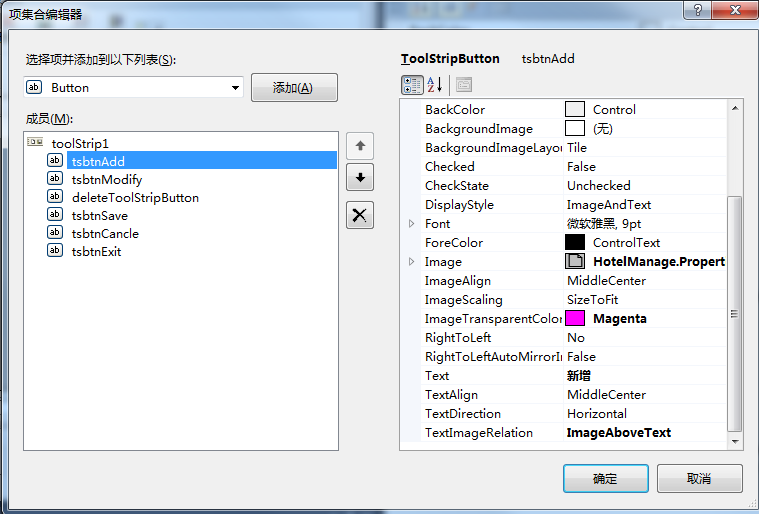 项集合编辑器
选择项并添加到以下列表(S):
Button
添加(A)
成员(M):
toolStrip1
tsbtnAdd
tsbtnModify
deleteToolStripButton
tsbtnSave
tsbtnCancle
tsbtnExit
ToolStripButton tsbtnAdd
BackColor Control
BackgroundImage (无)
BackgroundImageLayou Tile
Checked False
CheckState Unchecked
DisplayStyle ImageAndText
Font 微软雅黑, 9pt
ForeColor ControlText
Image HotelManage.Propert
ImageAlign MiddleCenter
ImageScaling SizeToFit
ImageTransparentColor Magenta
RightToLeft No
RightToLeftAutoMirrorIn False
Text 新增
TextAlign MiddleCenter
TextDirection Horizontal
TextImageRelation ImageAboveText
确定 取消